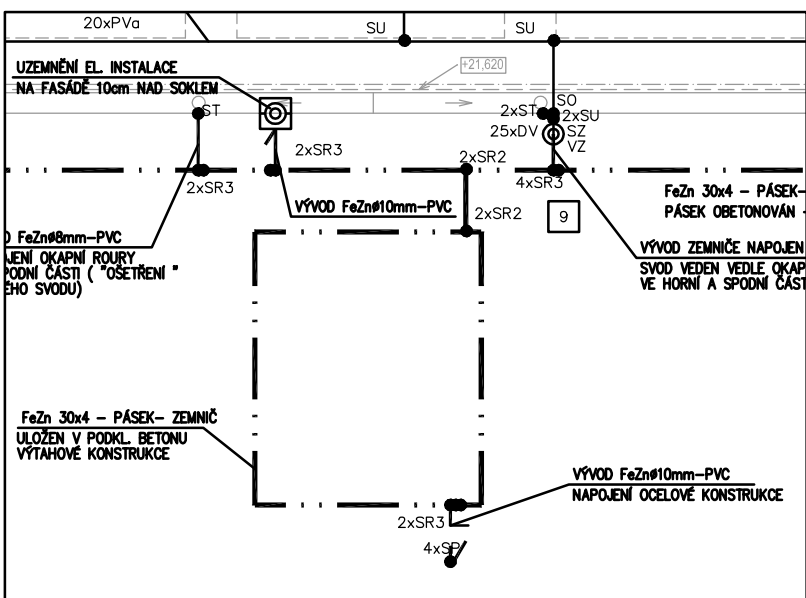 20xPVa
SU
SU
UZEMNĚNÍ EL. INSTALACE
NA FASÁDĚ 10cm NAD SOKLEM
+21,620
ST
2xST
SO
2xSU
25xDV
SZ
VZ
2xSR3
2xSR2
2xSR3
4xSR3
FeZn 30x4 – PÁSEK-
PÁSEK OBETONOVÁN -
VÝVOD FeZnø10mm-PVC
2xSR2
9
FeZnø8mm-PVC
JENÍ OKAPNÍ ROURY
PODNÍ ČÁSTI ( "OŠETŘENÍ "
ÉHO SVODU)
VÝVOD ZEMNIČE NAPOJEN
SVOD VEDEN VEDLE OKAP
VE HORNÍ A SPODNÍ ČÁST
FeZn 30x4 – PÁSEK- ZEMNIČ
ULOŽEN V PODKL. BETONU
VÝTAHOVÉ KONSTRUKCE
VÝVOD FeZnø10mm-PVC
NAPOJENÍ OCELOVÉ KONSTRUKCE
2xSR3
4xSP